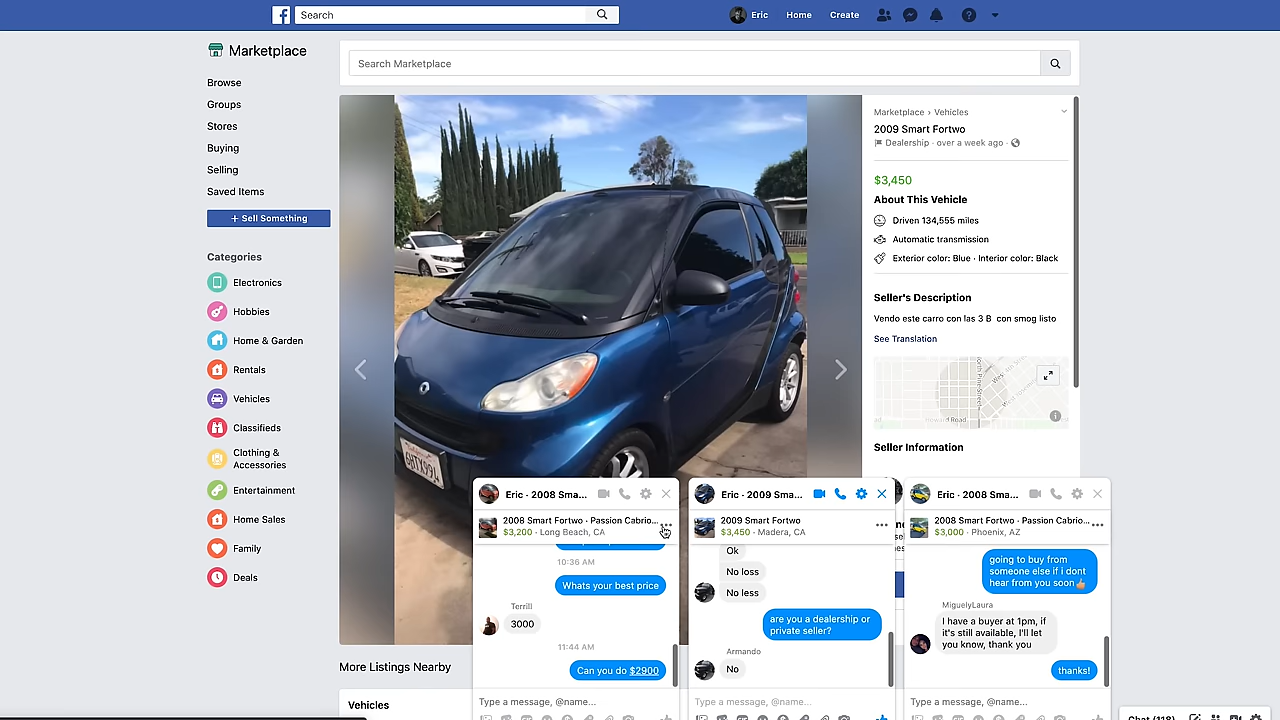 Search
Eric
Home
Create
Marketplace
Browse
Groups
Stores
Buying
Selling
Saved Items
+ Sell Something
Categories
Electronics
Hobbies
Home & Garden
Rentals
Vehicles
Classifieds
Clothing &
Accessories
Entertainment
Home Sales
Family
Deals
Search Marketplace
Marketplace › Vehicles
2009 Smart Fortwo
Dealership · over a week ago ·
$3,450
About This Vehicle
Driven 134,555 miles
Automatic transmission
Exterior color: Blue · Interior color: Black
Seller's Description
Vendo este carro con las 3 B con smog listo
See Translation
Howard Road
Seller Information
More Listings Nearby
Vehicles
Eric · 2008 Sma...
2008 Smart Fortwo · Passion Cabrio...
$3,200 · Long Beach, CA
10:36 AM
Whats your best price
Terrill
3000
11:44 AM
Can you do $2900
Type a message, @name...
Eric · 2009 Sma...
2009 Smart Fortwo
$3,450 · Madera, CA
Ok
No loss
No less
are you a dealership or
private seller?
Armando
No
Type a message, @name...
Eric · 2008 Sma...
2008 Smart Fortwo · Passion Cabrio...
$3,000 · Phoenix, AZ
going to buy from
someone else if i dont
hear from you soon👍
MiguelyLaura
I have a buyer at 1pm, if
it's still available, I'll let
you know, thank you
thanks!
Type a message, @name...
Chat (118)